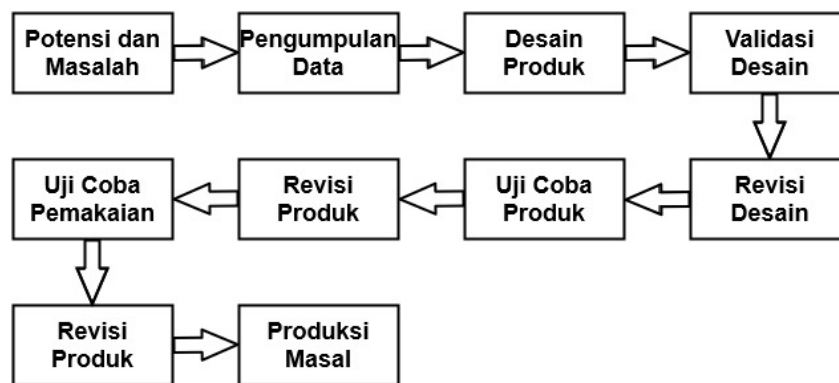 Potensi dan
Masalah
Pengumpulan
Data
Desain
Produk
Validasi
Desain
Revisi
Desain
Uji Coba
Produk
Revisi
Produk
Uji Coba
Pemakaian
Revisi
Produk
Produksi
Masal